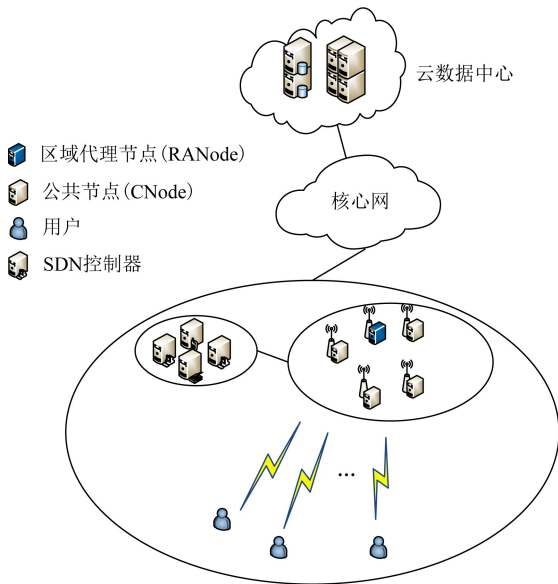 云数据中心
区域代理节点(RANode)
公共节点(CNode)
核心网
用户
SDN控制器
...